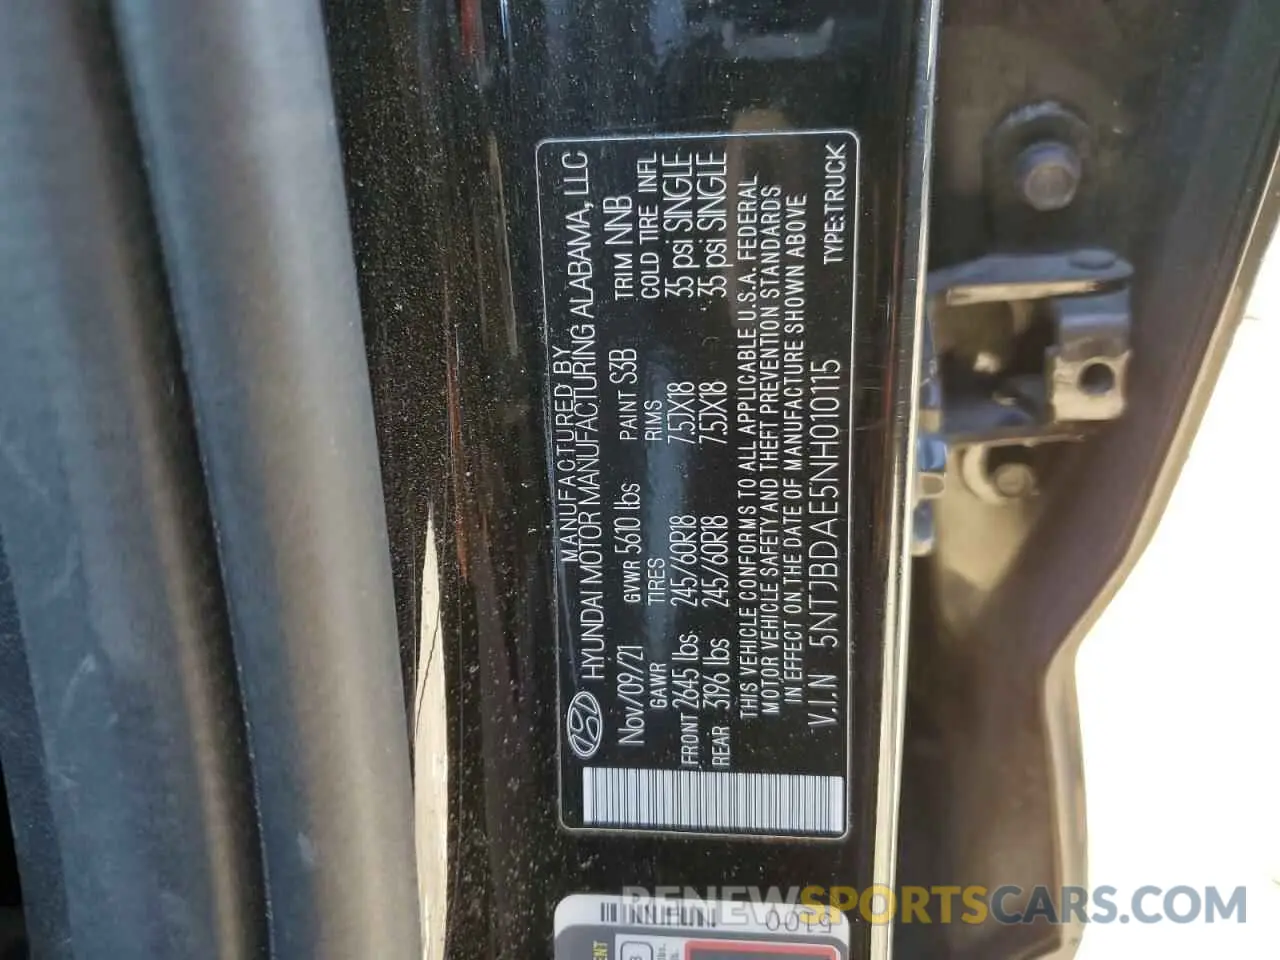 MANUFACTURED BY
HYUNDAI MOTOR MANUFACTURING ALABAMA, LLC
Nov/09/21 GVWR 5610 lbs PAINT S3B TRIM NNB
GAWR TIRES RIMS COLD TIRE INFL
FRONT 2645 lbs 245/60R18 7.5JX18 35 psi SINGLE
REAR 3196 lbs 245/60R18 7.5JX18 35 psi SINGLE
THIS VEHICLE CONFORMS TO ALL APPLICABLE U.S.A. FEDERAL
MOTOR VEHICLE SAFETY AND THEFT PREVENTION STANDARDS
IN EFFECT ON THE DATE OF MANUFACTURE SHOWN ABOVE
V.I.N 5NTJBDAE5NH010115 TYPE:TRUCK
5100
RENEWSPORTSCARS.COM